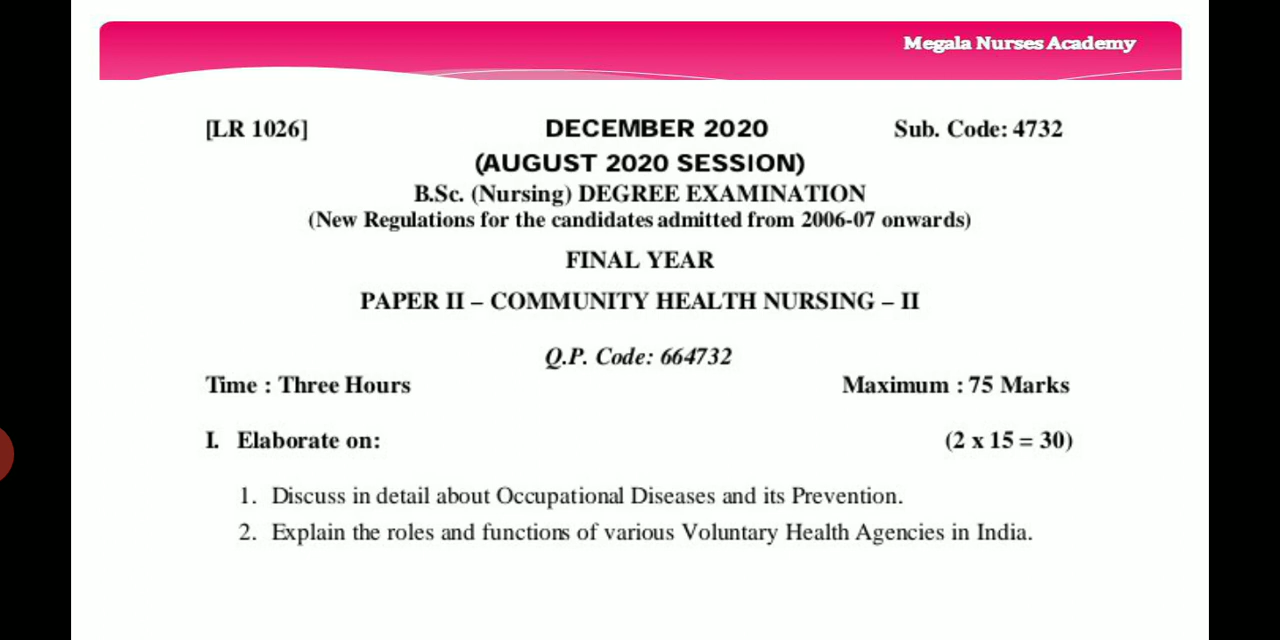 Megala Nurses Academy
[LR 1026] DECEMBER 2020 Sub. Code: 4732
(AUGUST 2020 SESSION)
B.Sc. (Nursing) DEGREE EXAMINATION
(New Regulations for the candidates admitted from 2006-07 onwards)
FINAL YEAR
PAPER II – COMMUNITY HEALTH NURSING – II
Q.P. Code: 664732
Time : Three Hours Maximum : 75 Marks
I. Elaborate on: (2 x 15 = 30)
1. Discuss in detail about Occupational Diseases and its Prevention.
2. Explain the roles and functions of various Voluntary Health Agencies in India.